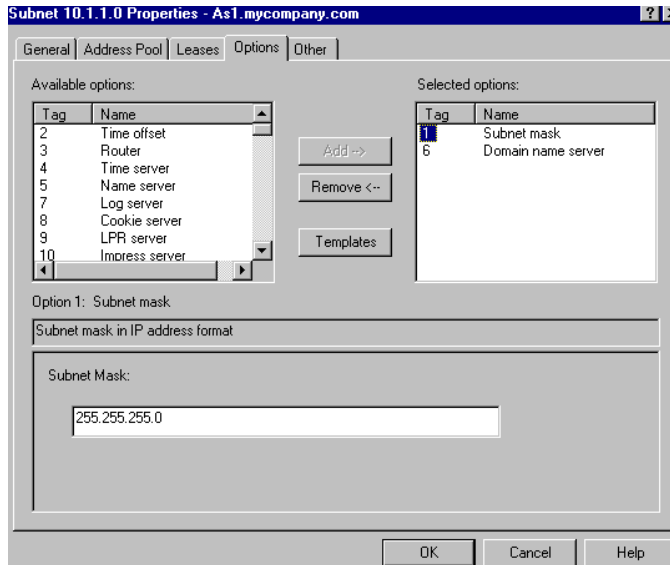 Subnet 10.1.1.0 Properties - As1.mycompany.com
General Address Pool Leases Options Other
Available options: Selected options:
Tag Name
2 Time offset
3 Router
4 Time server
5 Name server
7 Log server
8 Cookie server
9 LPR server
10 Impress server
Add -->
Remove <--
Templates
Tag Name
1 Subnet mask
6 Domain name server
Option 1: Subnet mask
Subnet mask in IP address format
Subnet Mask:
255.255.255.0
OK Cancel Help